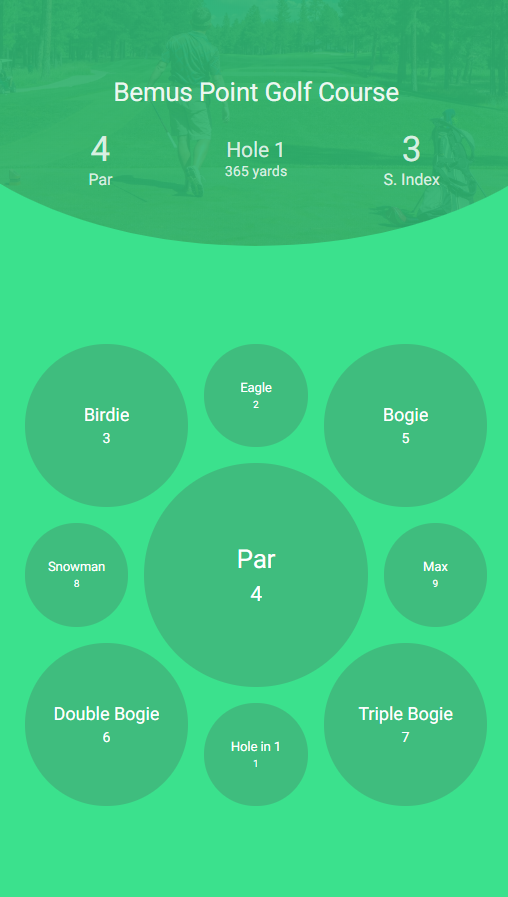 Bemus Point Golf Course
4
Par
Hole 1
365 yards
3
S. Index
Birdie
3
Eagle
2
Bogie
5
Snowman
8
Par
4
Max
9
Double Bogie
6
Hole in 1
1
Triple Bogie
7